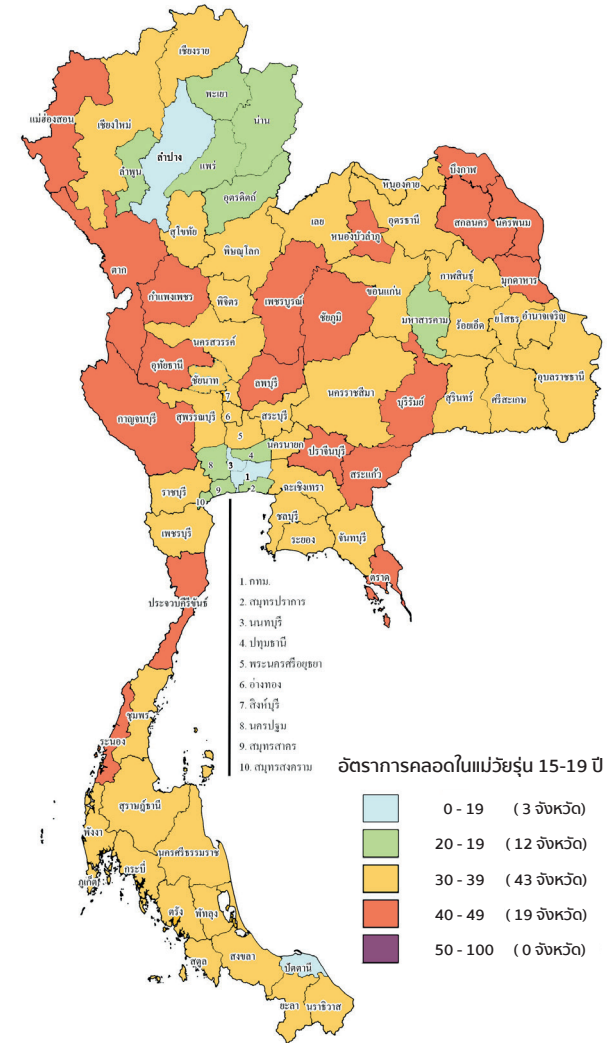 เชียงราย
พะเยา
น่าน
แม่ฮ่องสอน
เชียงใหม่
ลำปาง
ลำพูน
แพร่
อุตรดิตถ์
สุโขทัย
พิษณุโลก
เลย
หนองคาย
บึงกาฬ
อุดรธานี
หนองบัวลำภู
สกลนคร
นครพนม
ตาก
กำแพงเพชร
พิจิตร
เพชรบูรณ์
ชัยภูมิ
ขอนแก่น
กาฬสินธุ์
มุกดาหาร
มหาสารคาม
ร้อยเอ็ด
ยโสธร
อำนาจเจริญ
นครสวรรค์
อุทัยธานี
ชัยนาท
ลพบุรี
นครราชสีมา
บุรีรัมย์
สุรินทร์
ศรีสะเกษ
อุบลราชธานี
กาญจนบุรี
สุพรรณบุรี
7
6
5
สระบุรี
นครนายก
ปราจีนบุรี
สระแก้ว
8
3
4
1
9
2
10
ราชบุรี
ฉะเชิงเทรา
ชลบุรี
ระยอง
จันทบุรี
ตราด
เพชรบุรี
ประจวบคีรีขันธ์
1. กทม.
2. สมุทรปราการ
3. นนทบุรี
4. ปทุมธานี
5. พระนครศรีอยุธยา
6. อ่างทอง
7. สิงห์บุรี
8. นครปฐม
9. สมุทรสาคร
10. สมุทรสงคราม
ชุมพร
ระนอง
สุราษฎ์ธานี
พังงา
นครศรีธรรมราช
กระบี่
ภูเก็ต
ตรัง
พัทลุง
สตูล
สงขลา
ปัตตานี
ยะลา
นราธิวาส
อัตราการคลอดในแม่วัยรุ่น 15-19 ปี
0 - 19 ( 3 จังหวัด)
20 - 19 ( 12 จังหวัด)
30 - 39 ( 43 จังหวัด)
40 - 49 ( 19 จังหวัด)
50 - 100 ( 0 จังหวัด)